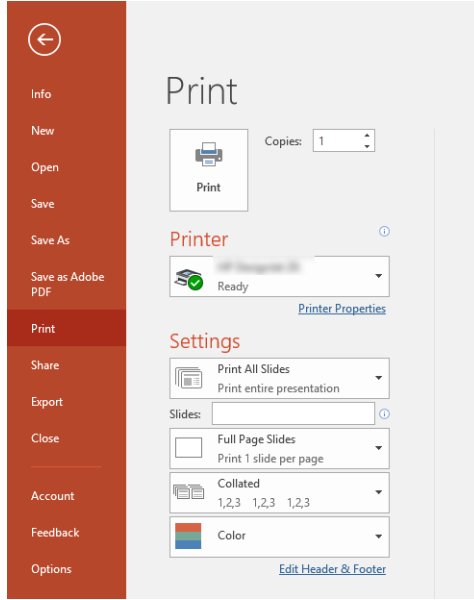 Info
New
Open
Save
Save As
Save as Adobe
PDF
Print
Share
Export
Close
Account
Feedback
Options
Print
Copies: 1
Print
Printer
Ready
Printer Properties
Settings
Print All Slides
Print entire presentation
Slides:
Full Page Slides
Print 1 slide per page
Collated
1,2,3 1,2,3 1,2,3
Color
Edit Header & Footer